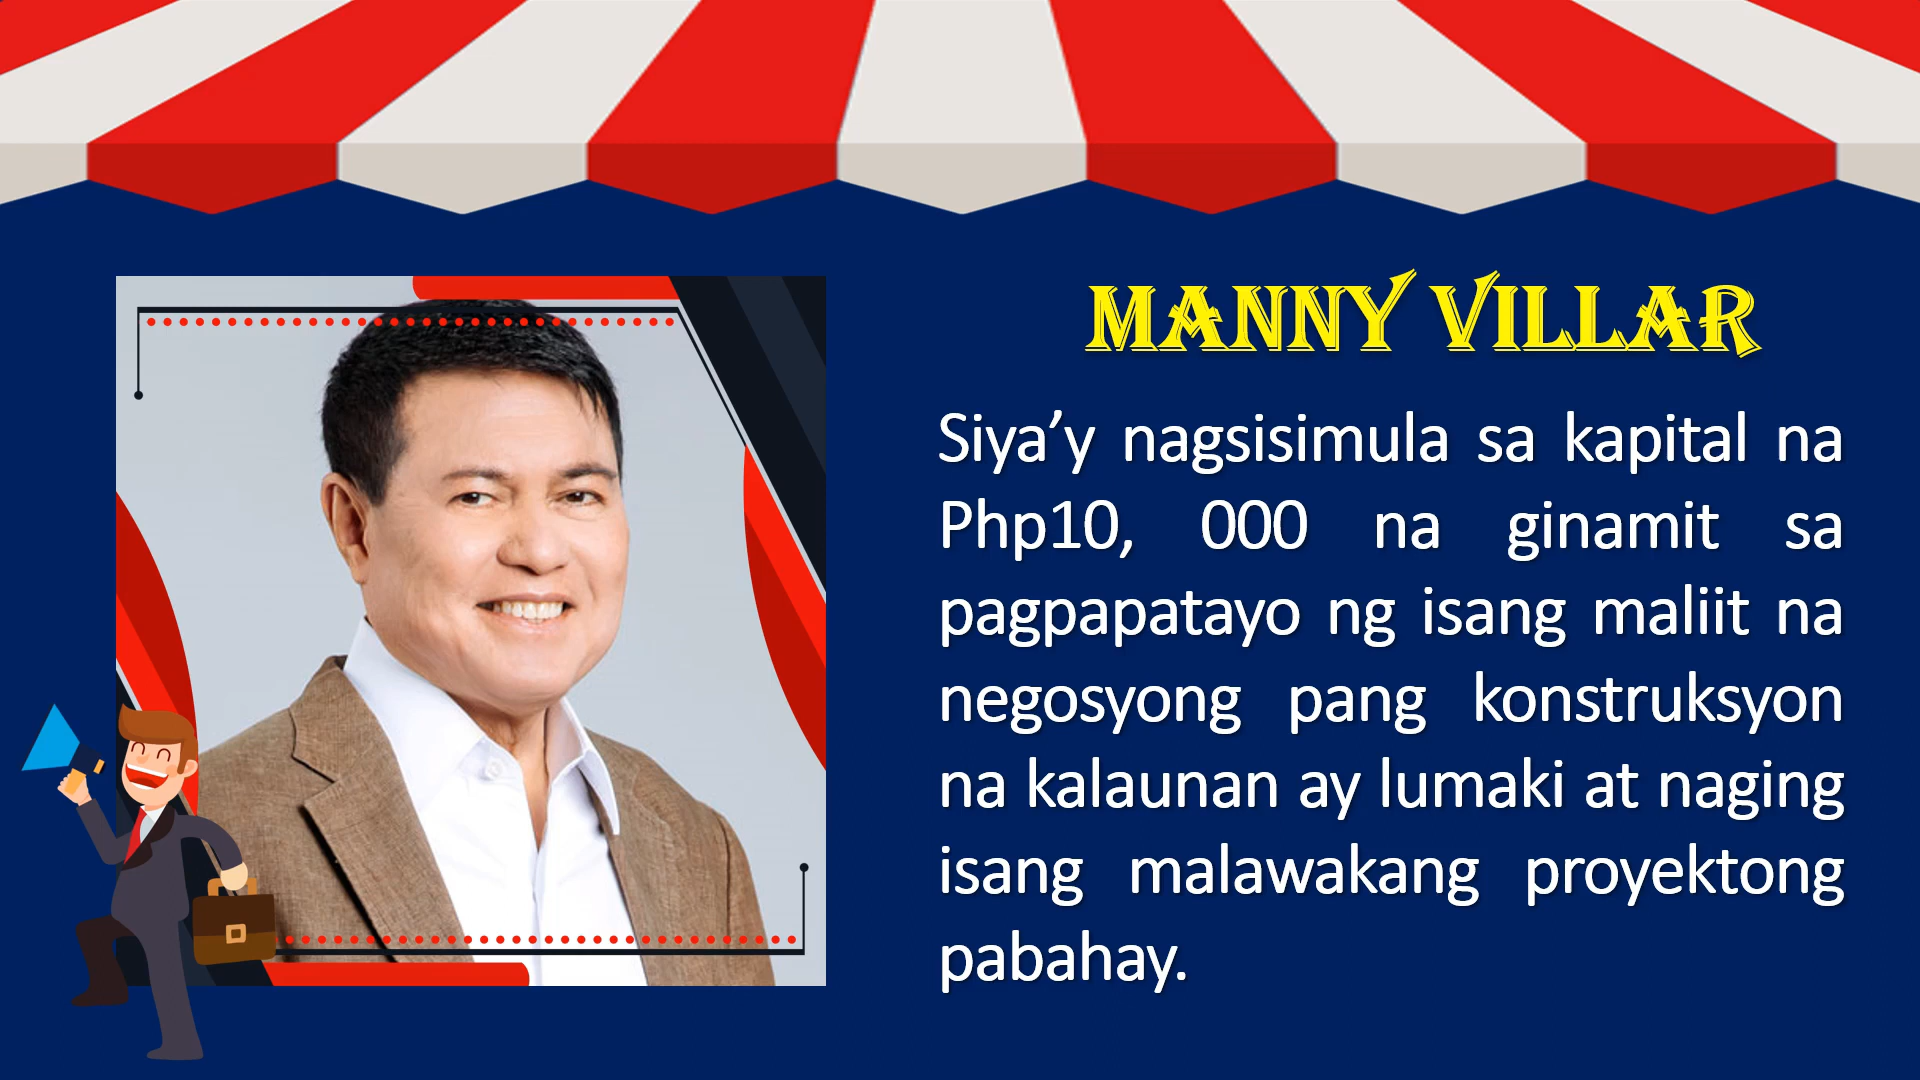 MANNY VILLAR
Siya’y nagsisimula sa kapital na
Php10, 000 na ginamit sa
pagpapatayo ng isang maliit na
negosyong pang konstruksyon
na kalaunan ay lumaki at naging
isang malawakang proyektong
pabahay.